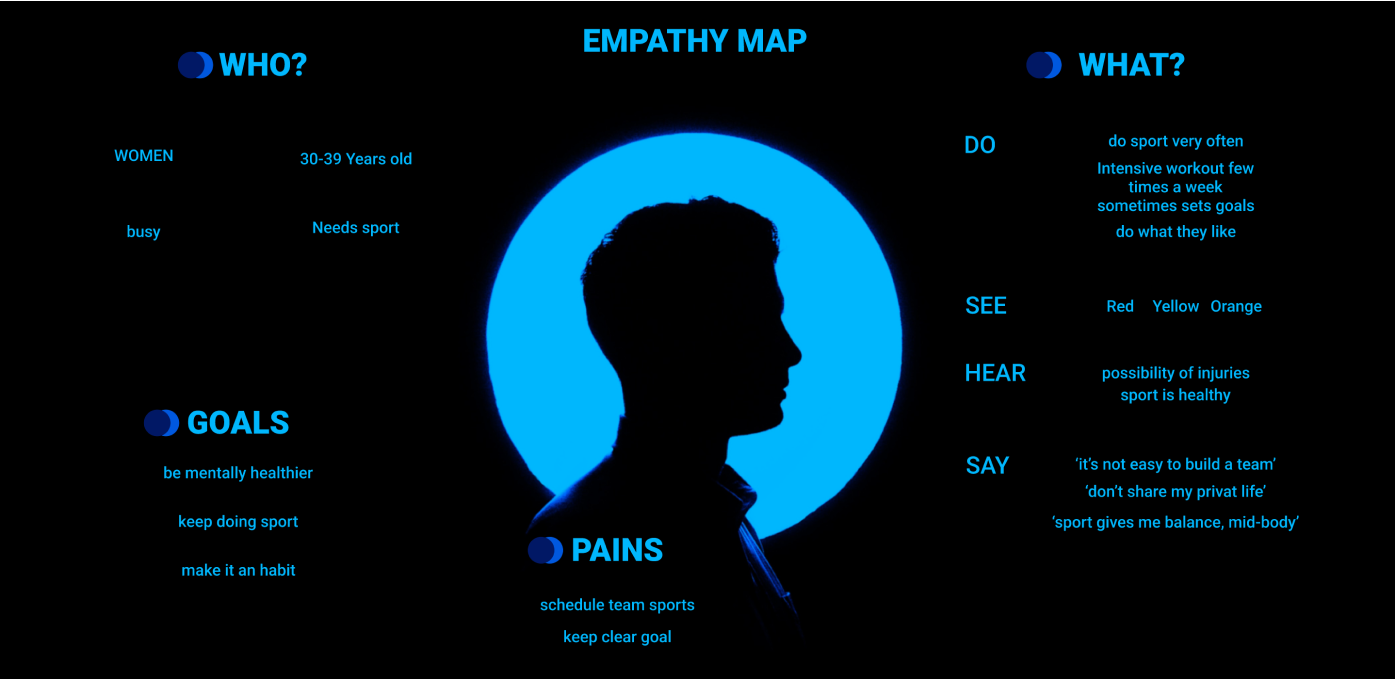 EMPATHY MAP
WHO?
WOMEN
30-39 Years old
busy
Needs sport
GOALS
be mentally healthier
keep doing sport
make it an habit
PAINS
schedule team sports
keep clear goal
WHAT?
DO
do sport very often
Intensive workout few
times a week
sometimes sets goals
do what they like
SEE
Red Yellow Orange
HEAR
possibility of injuries
sport is healthy
SAY
‘it’s not easy to build a team’
‘don’t share my privat life’
‘sport gives me balance, mid-body’